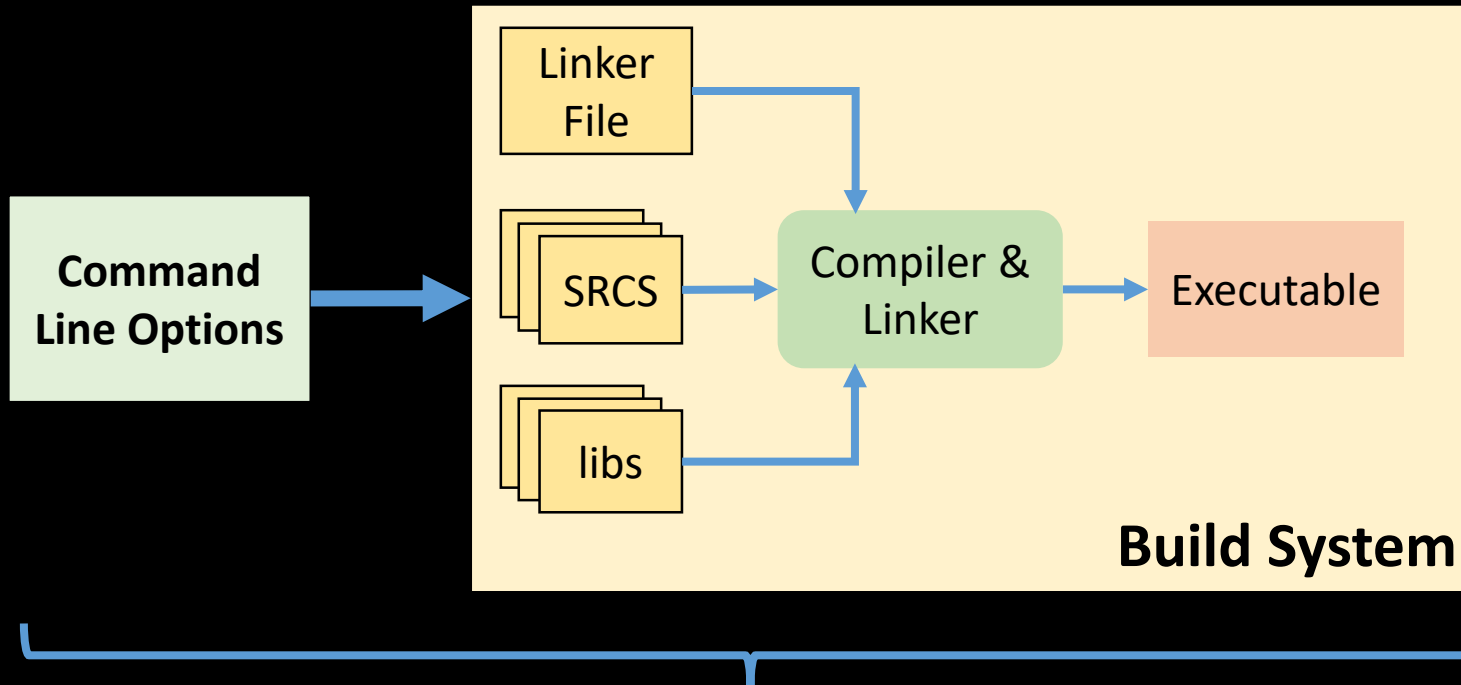 Linker
File
Command
Line Options
SRCS
Compiler &
Linker
Executable
libs
Build System